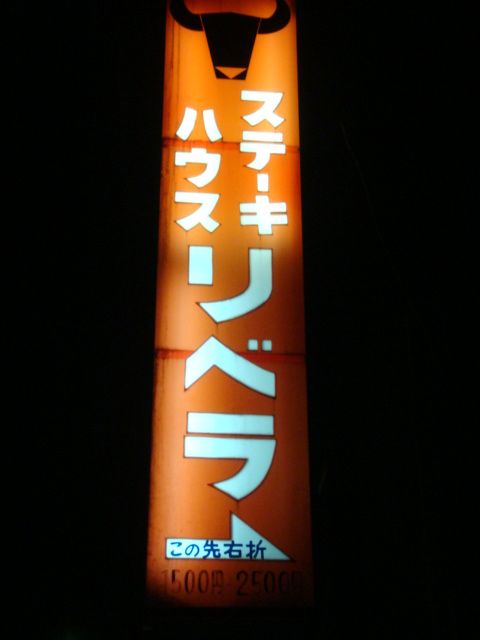 ステーキ
ハウス
リベラ
この先右折
1500円-2500円